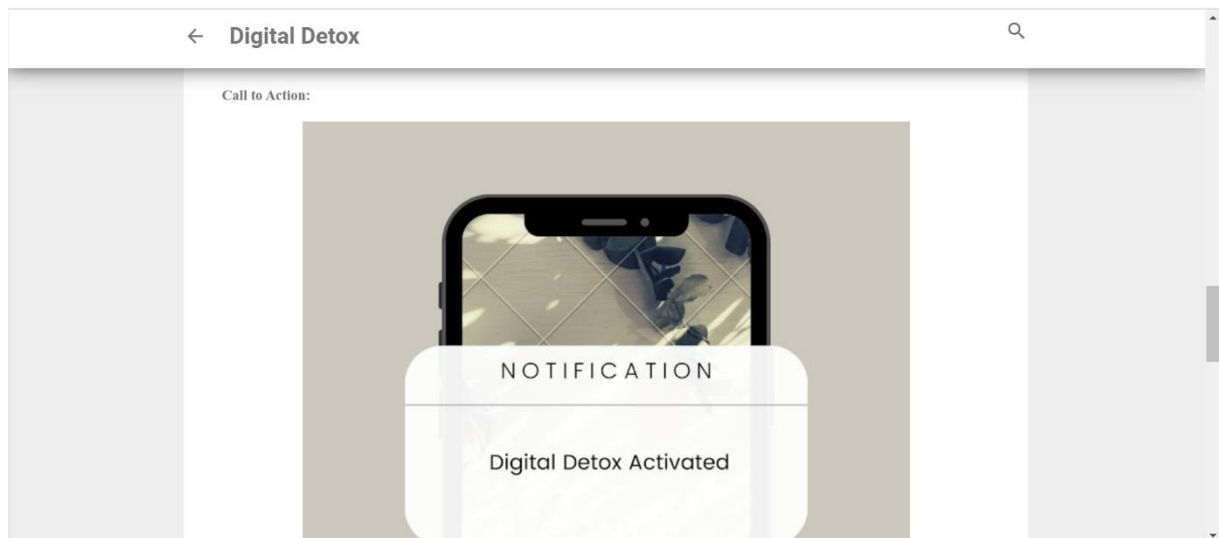 Digital Detox
Call to Action:
NOTIFICATION
Digital Detox Activated